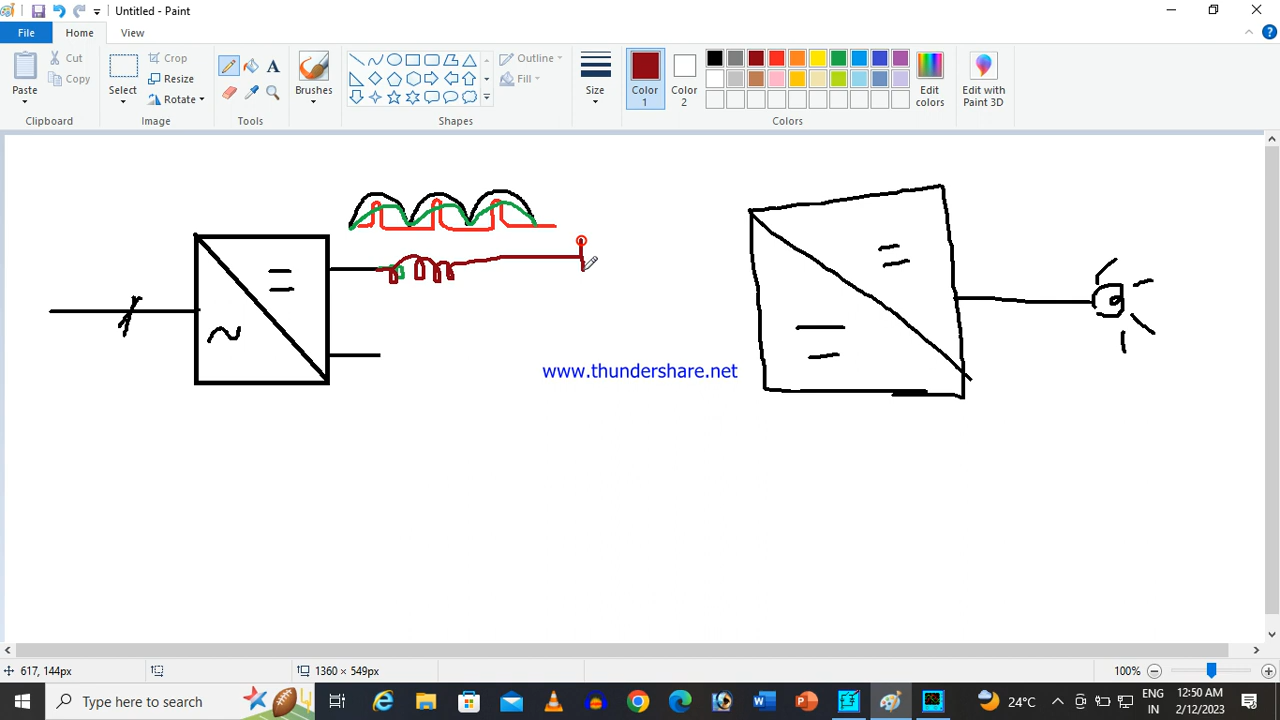 Untitled - Paint
File
Home
View
Paste
Cut
Copy
Clipboard
Select
Crop
Resize
Rotate
Image
A
Tools
Brushes
Outline
Fill
Shapes
Size
Color
1
Color
2
Edit
colors
Colors
Edit with
Paint 3D
www.thundershare.net
617, 144px
1360 × 549px
100%
Type here to search
24°C
ENG
IN
12:50 AM
2/12/2023